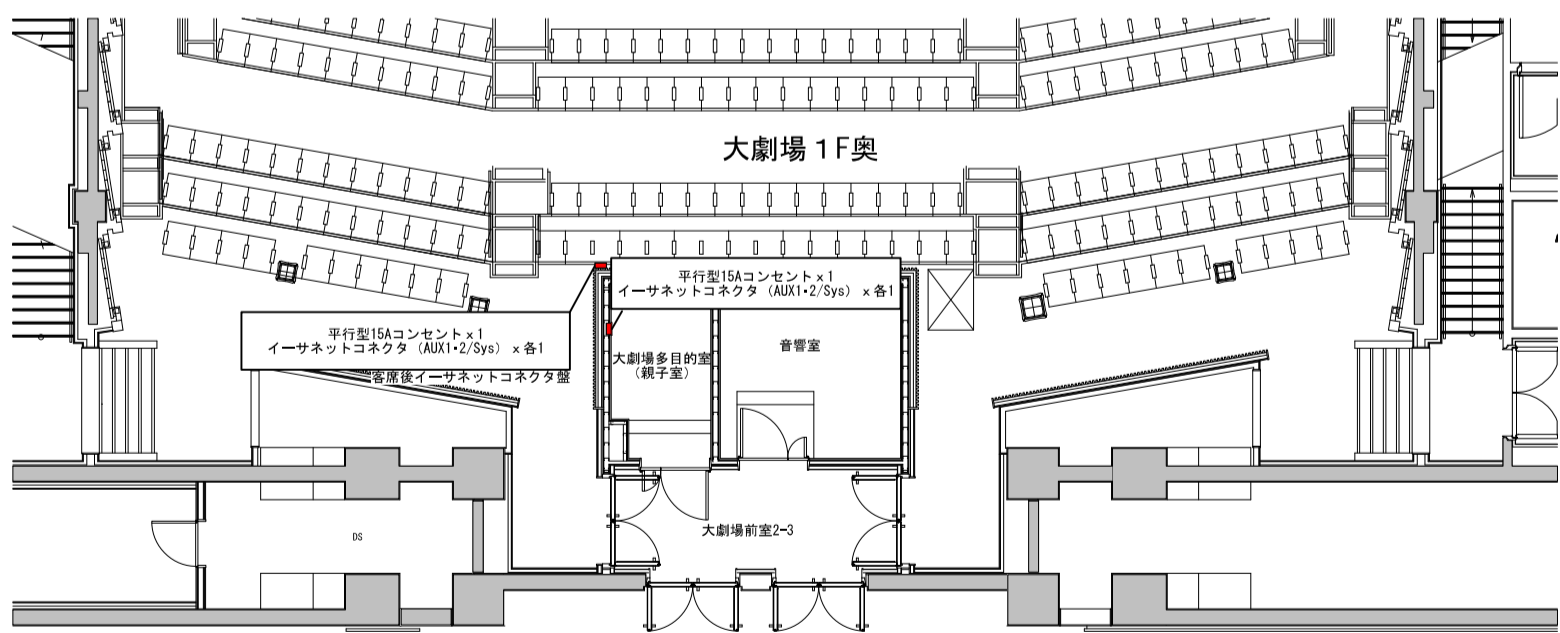 大劇場 1F奥
平行型15Aコンセント×1
イーサネットコネクタ（AUX1・2/Sys）×各1
平行型15Aコンセント×1
イーサネットコネクタ（AUX1・2/Sys）×各1
客席後イーサネットコネクタ盤
大劇場多目的室
（親子室）
音響室
大劇場前室2-3
DS